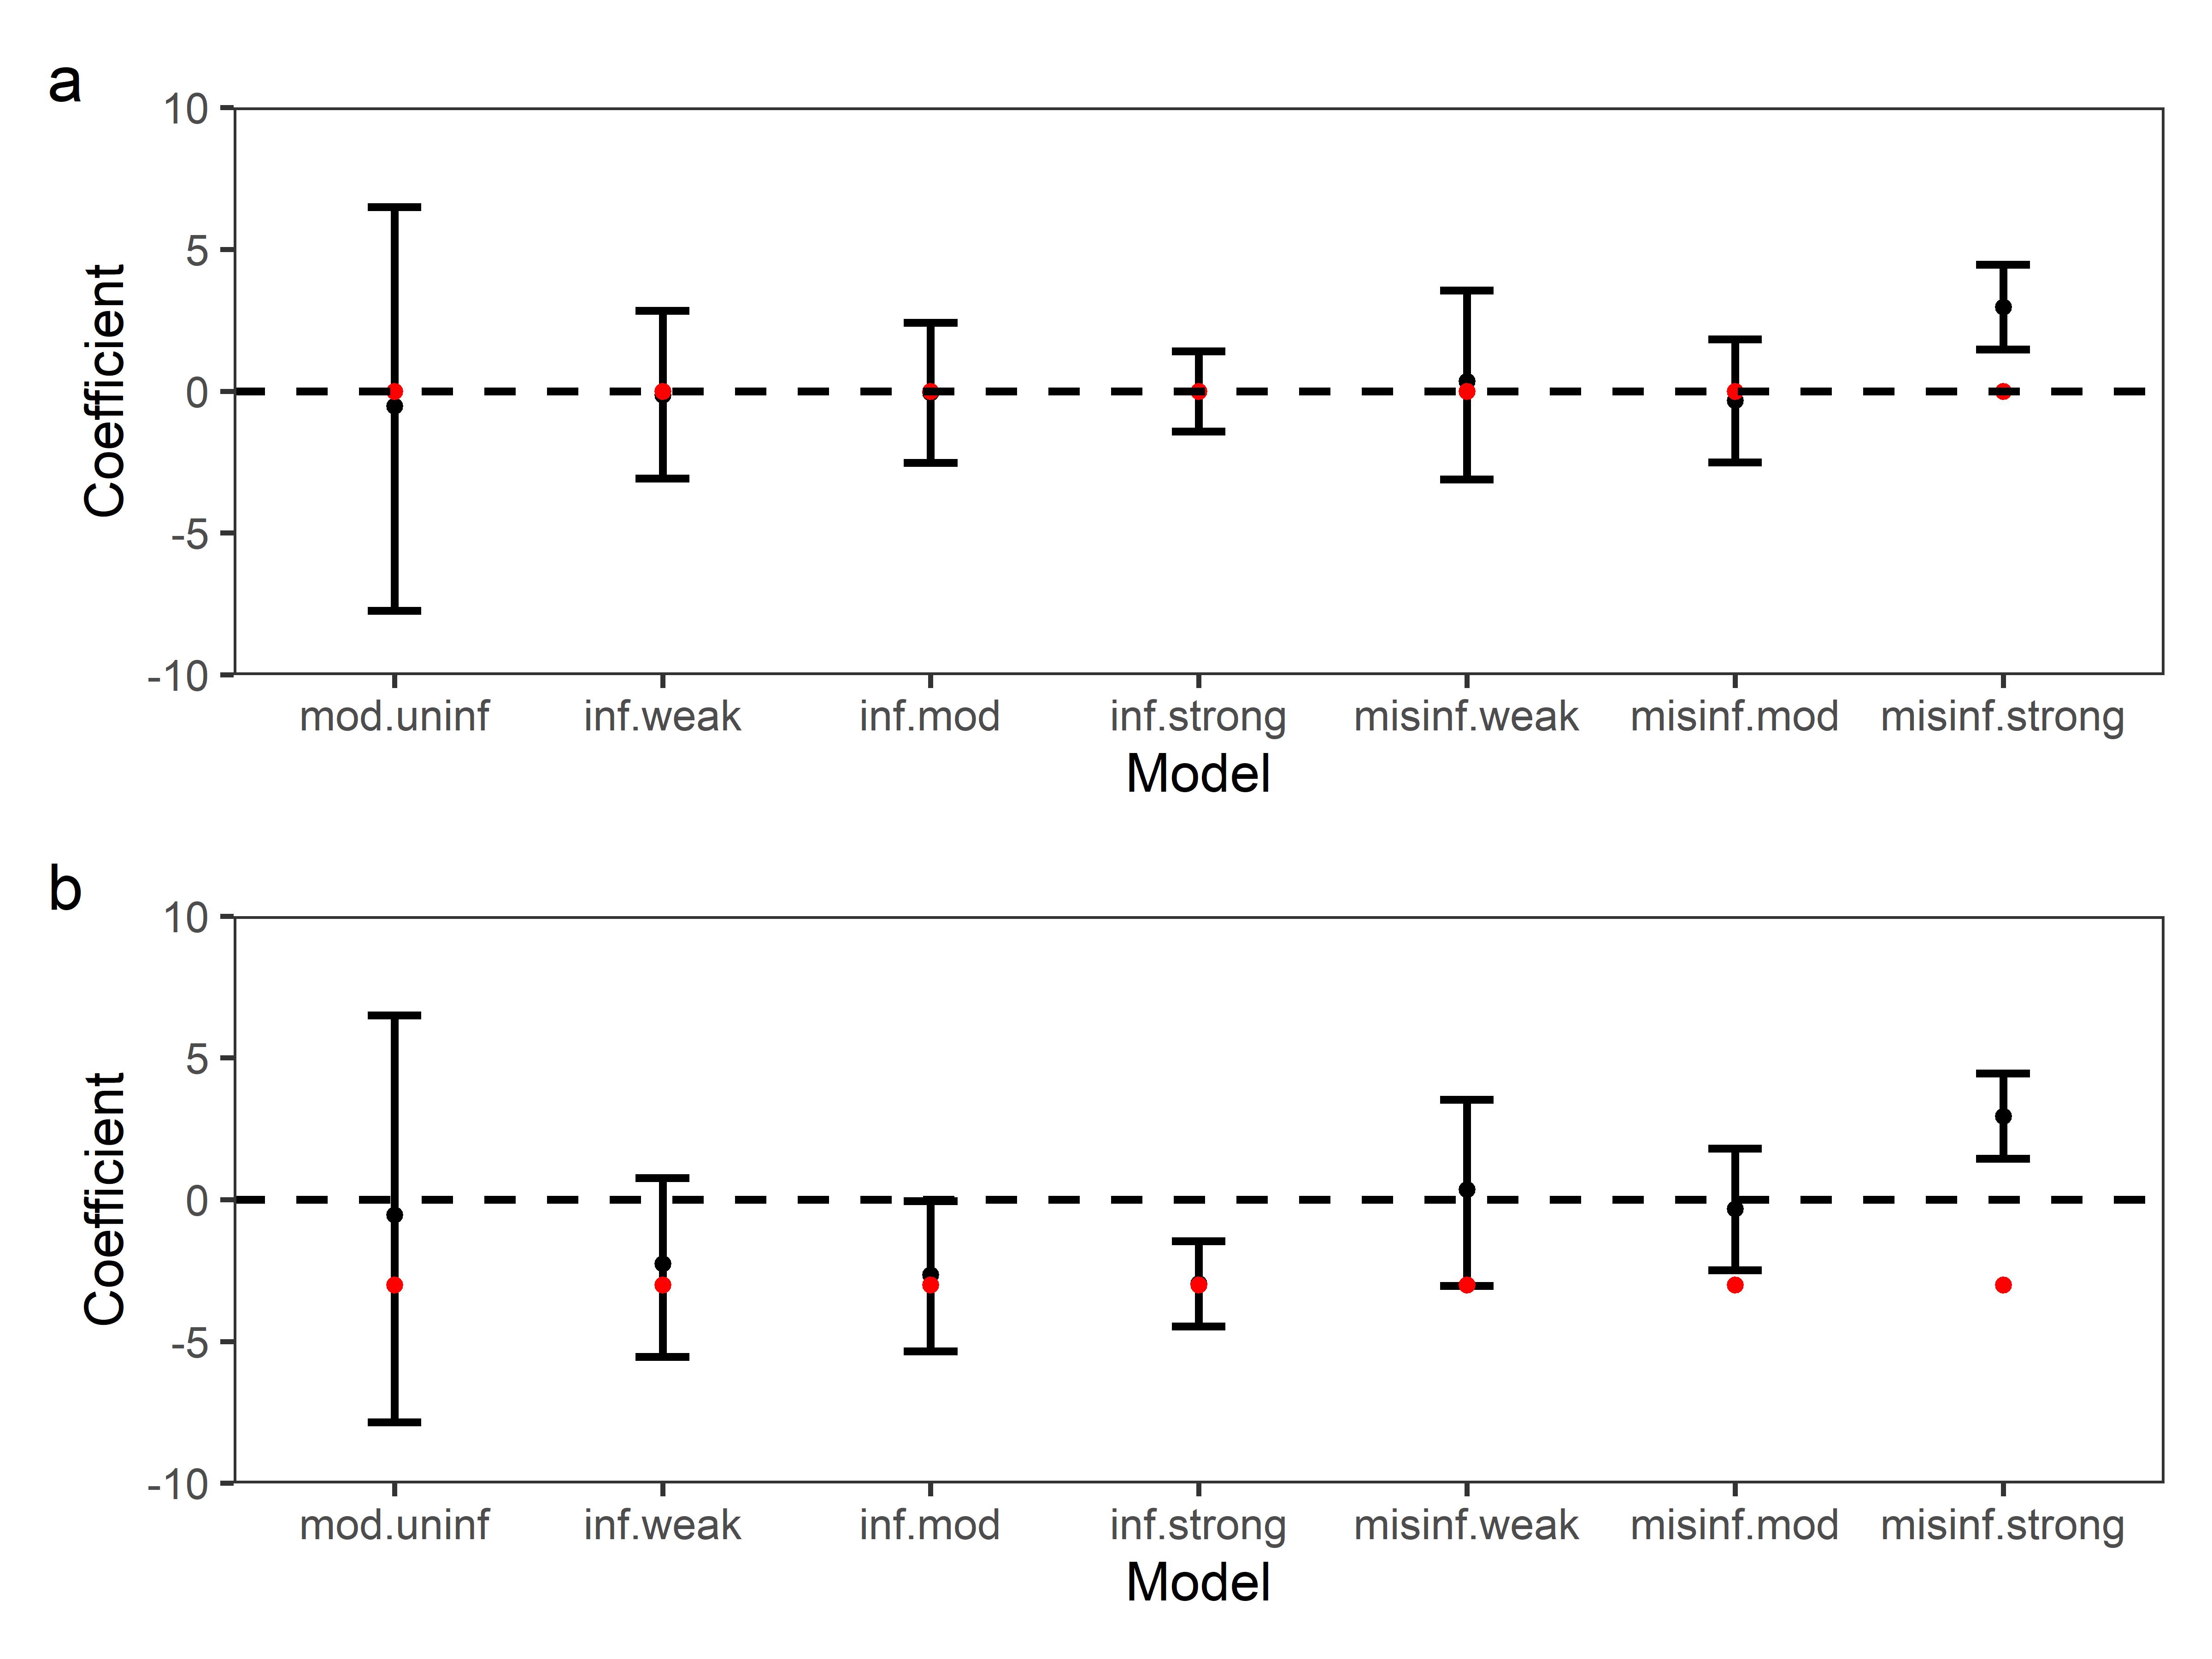 a
10
5
0
-5
-10
Coefficient
mod.uninf inf.weak inf.mod inf.strong misinf.weak misinf.mod misinf.strong
Model
b
10
5
0
-5
-10
Coefficient
mod.uninf inf.weak inf.mod inf.strong misinf.weak misinf.mod misinf.strong
Model